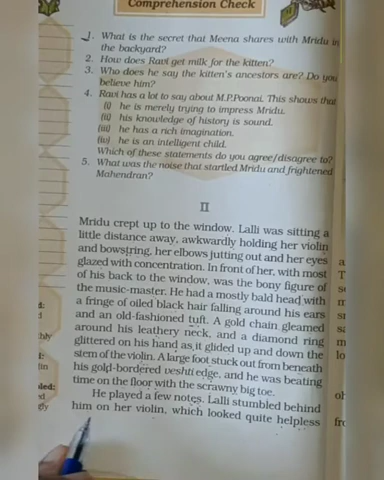 Comprehension Check
1. What is the secret that Meena shares with Mridu in
the backyard?
2. How does Ravi get milk for the kitten?
3. Who does he say the kitten's ancestors are? Do you
believe him?
4. Ravi has a lot to say about M.P.Poonai. This shows that
(i) he is merely trying to impress Mridu.
(ii) his knowledge of history is sound.
(iii) he has a rich imagination.
(iv) he is an intelligent child.
Which of these statements do you agree/disagree to?
5. What was the noise that startled Mridu and frightened
Mahendran?
II
Mridu crept up to the window. Lalli was sitting a
little distance away, awkwardly holding her violin
and bowstring, her elbows jutting out and her eyes
glazed with concentration. In front of her, with most
of his back to the window, was the bony figure of
the music-master. He had a mostly bald head with
a fringe of oiled black hair falling around his ears
and an old-fashioned tuft. A gold chain gleamed
around his leathery neck, and a diamond ring
glittered on his hand as it glided up and down the
stem of the violin. A large foot stuck out from beneath
his gold-bordered veshti edge, and he was beating
time on the floor with the scrawny big toe.
He played a few notes. Lalli stumbled behind
him on her violin, which looked quite helpless